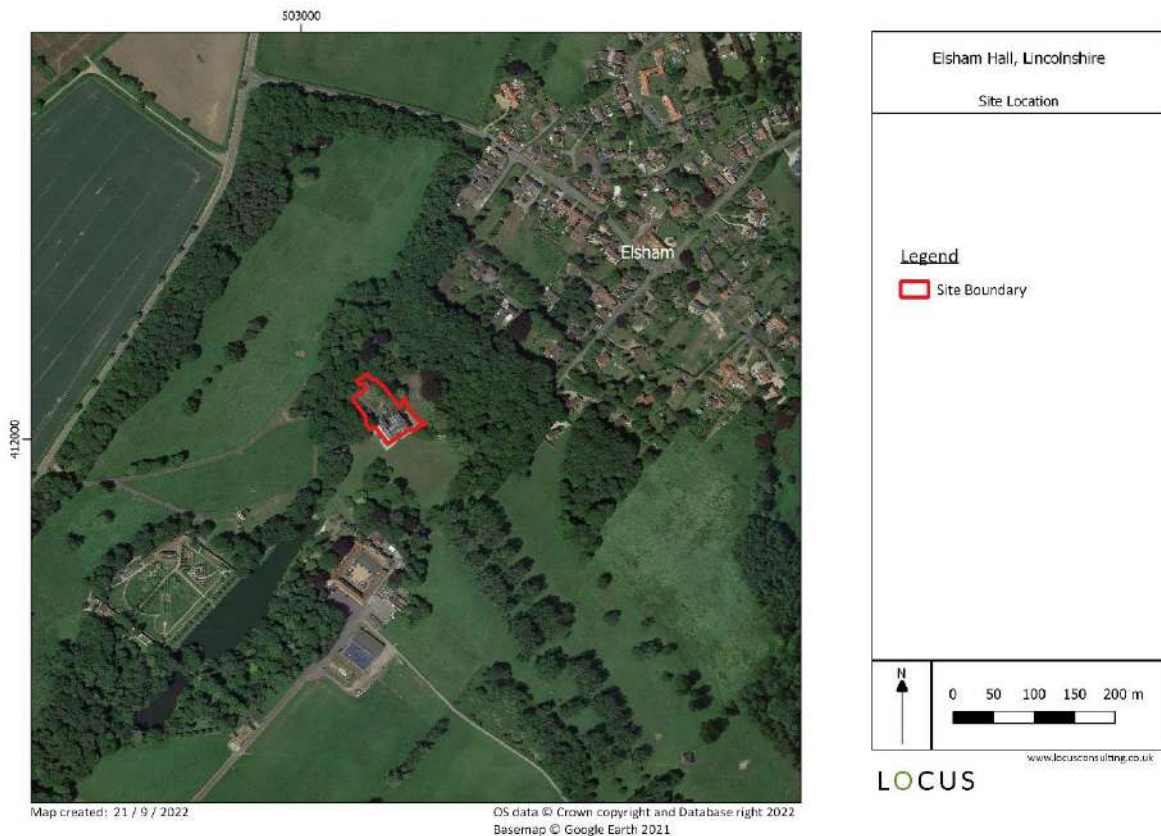 503000
412000
Elsham
Map created: 21 / 9 / 2022
OS data © Crown copyright and Database right 2022
Basemap © Google Earth 2021
Elsham Hall, Lincolnshire
Site Location
Legend
Site Boundary
N
0 50 100 150 200 m
www.locusconsulting.co.uk
LOCUS